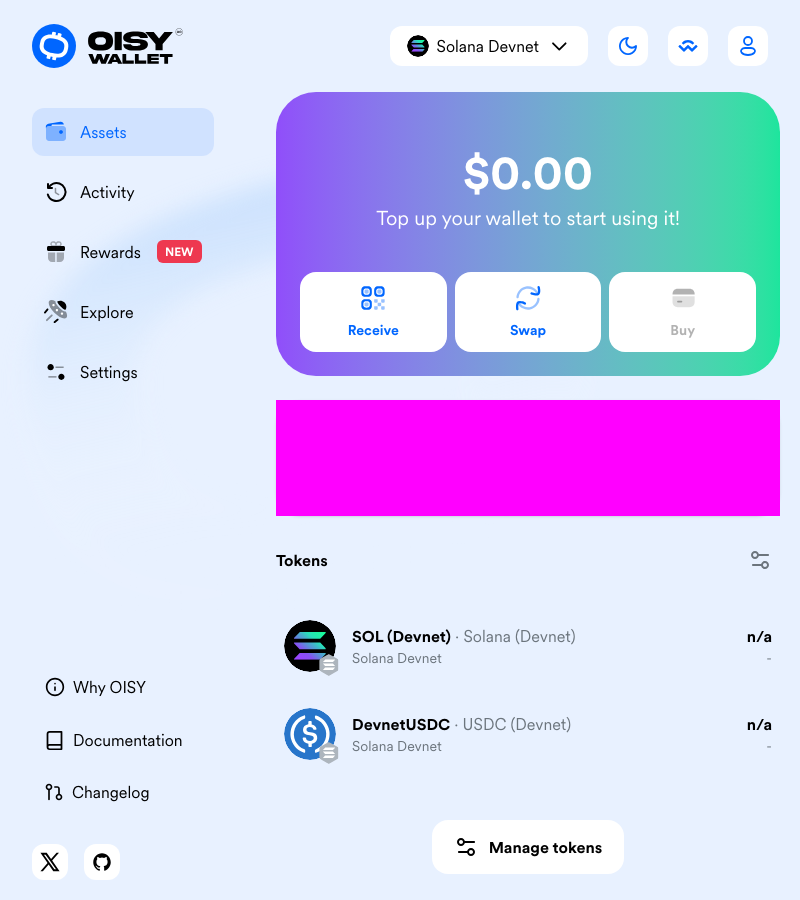 OISY
WALLET
Solana Devnet
Assets
Activity
Rewards NEW
Explore
Settings
$0.00
Top up your wallet to start using it!
Receive
Swap
Buy
Tokens
SOL (Devnet) · Solana (Devnet)
n/a
Solana Devnet
-
DevnetUSDC · USDC (Devnet)
n/a
Solana Devnet
-
Why OISY
Documentation
Changelog
Manage tokens